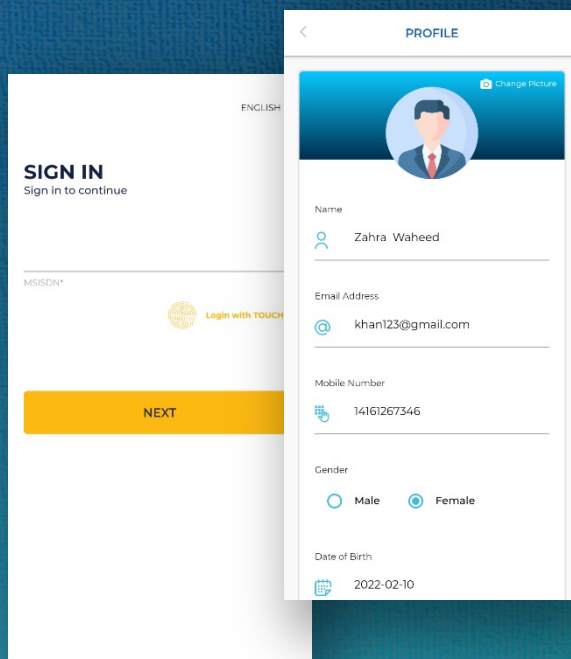 ENGLISH
SIGN IN
Sign in to continue
MSISDN*
Login with TOUCH
NEXT
PROFILE
Change Picture
Name
Zahra Waheed
Email Address
khan123@gmail.com
Mobile Number
14161267346
Gender
Male Female
Date of Birth
2022-02-10